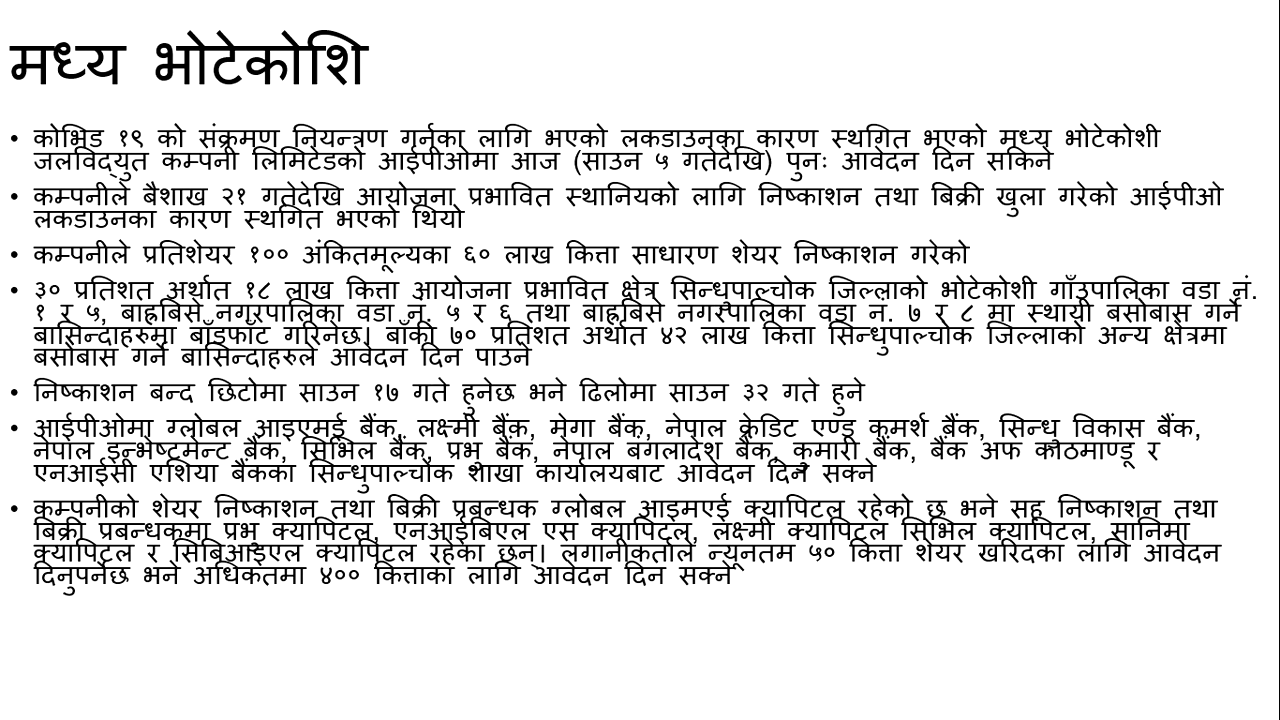 मध्य भोटेकोशि
• कोभिड १९ को संक्रमण नियन्त्रण गर्नका लागि भएको लकडाउनका कारण स्थगित भएको मध्य भोटेकोशी
जलविद्युत कम्पनी लिमिटेडको आईपीओमा आज (साउन ५ गतेदेखि) पुनः आवेदन दिन सकिने
• कम्पनीले बैशाख २१ गतेदेखि आयोजना प्रभावित स्थानियको लागि निष्काशन तथा बिक्री खुला गरेको आईपीओ
लकडाउनका कारण स्थगित भएको थियो
• कम्पनीले प्रतिशेयर १०० अंकितमूल्यका ६० लाख कित्ता साधारण शेयर निष्काशन गरेको
• ३० प्रतिशत अर्थात १८ लाख कित्ता आयोजना प्रभावित क्षेत्र सिन्धुपाल्चोक जिल्लाको भोटेकोशी गाँउपालिका वडा नं.
१ र ५, बाह्रबिसे नगरपालिका वडा नं. ५ र ६ तथा बाह्रबिसे नगरपालिका वडा नं. ७ र ८ मा स्थायी बसोबास गर्ने
बासिन्दाहरुमा बाँडफाँट गरिनेछ। बाँकी ७० प्रतिशत अर्थात ४२ लाख कित्ता सिन्धुपाल्चोक जिल्लाको अन्य क्षेत्रमा
बसोबास गर्ने बासिन्दाहरुले आवेदन दिन पाउने
• निष्काशन बन्द छिटोमा साउन १७ गते हुनेछ भने ढिलोमा साउन ३२ गते हुने
• आईपीओमा ग्लोबल आइएमई बैंक, लक्ष्मी बैंक, मेगा बैंक, नेपाल क्रेडिट एण्ड कमर्श बैंक, सिन्धु विकास बैंक,
नेपाल इन्भेष्टमेन्ट बैंक, सिभिल बैंक, प्रभु बैंक, नेपाल बंगलादेश बैंक, कुमारी बैंक, बैंक अफ काठमाण्डू र
एनआईसी एशिया बैंकका सिन्धुपाल्चोक शाखा कार्यालयबाट आवेदन दिन सक्ने
• कम्पनीको शेयर निष्काशन तथा बिक्री प्रबन्धक ग्लोबल आइमएई क्यापिटल रहेको छ भने सह निष्काशन तथा
बिक्री प्रबन्धकमा प्रभु क्यापिटल, एनआइबिएल एस क्यापिटल, लक्ष्मी क्यापिटल सिभिल क्यापिटल, सानिमा
क्यापिटल र सिबिआइएल क्यापिटल रहेका छन्। लगानीकर्ताले न्यूनतम ५० कित्ता शेयर खरिदका लागि आवेदन
दिनुपर्नेछ भने अधिकतमा ४०० कित्ताका लागि आवेदन दिन सक्ने